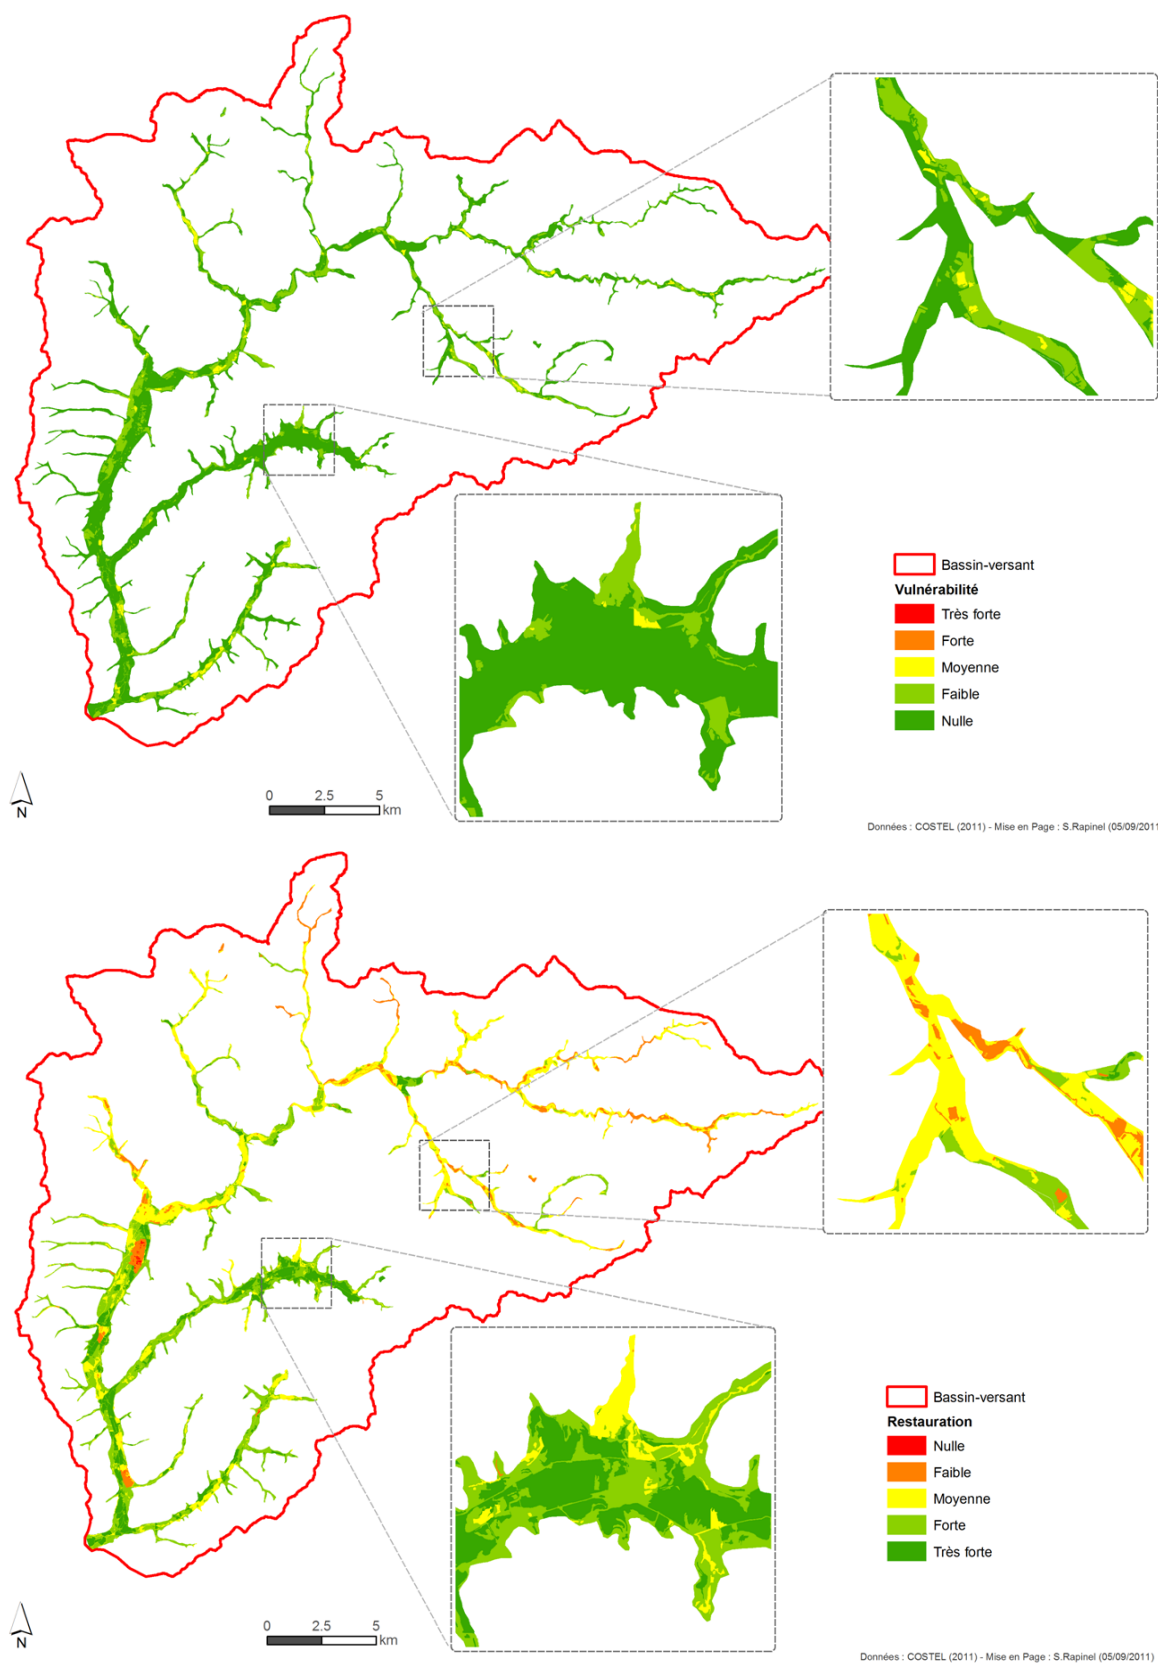 Bassin-versant
Vulnérabilité
Très forte
Forte
Moyenne
Faible
Nulle
N
0 2.5 5
km
Données : COSTEL (2011) - Mise en Page : S.Rapinel (05/09/2011
Bassin-versant
Restauration
Nulle
Faible
Moyenne
Forte
Très forte
N
0 2.5 5
km
Données : COSTEL (2011) - Mise en Page : S.Rapinel (05/09/2011)